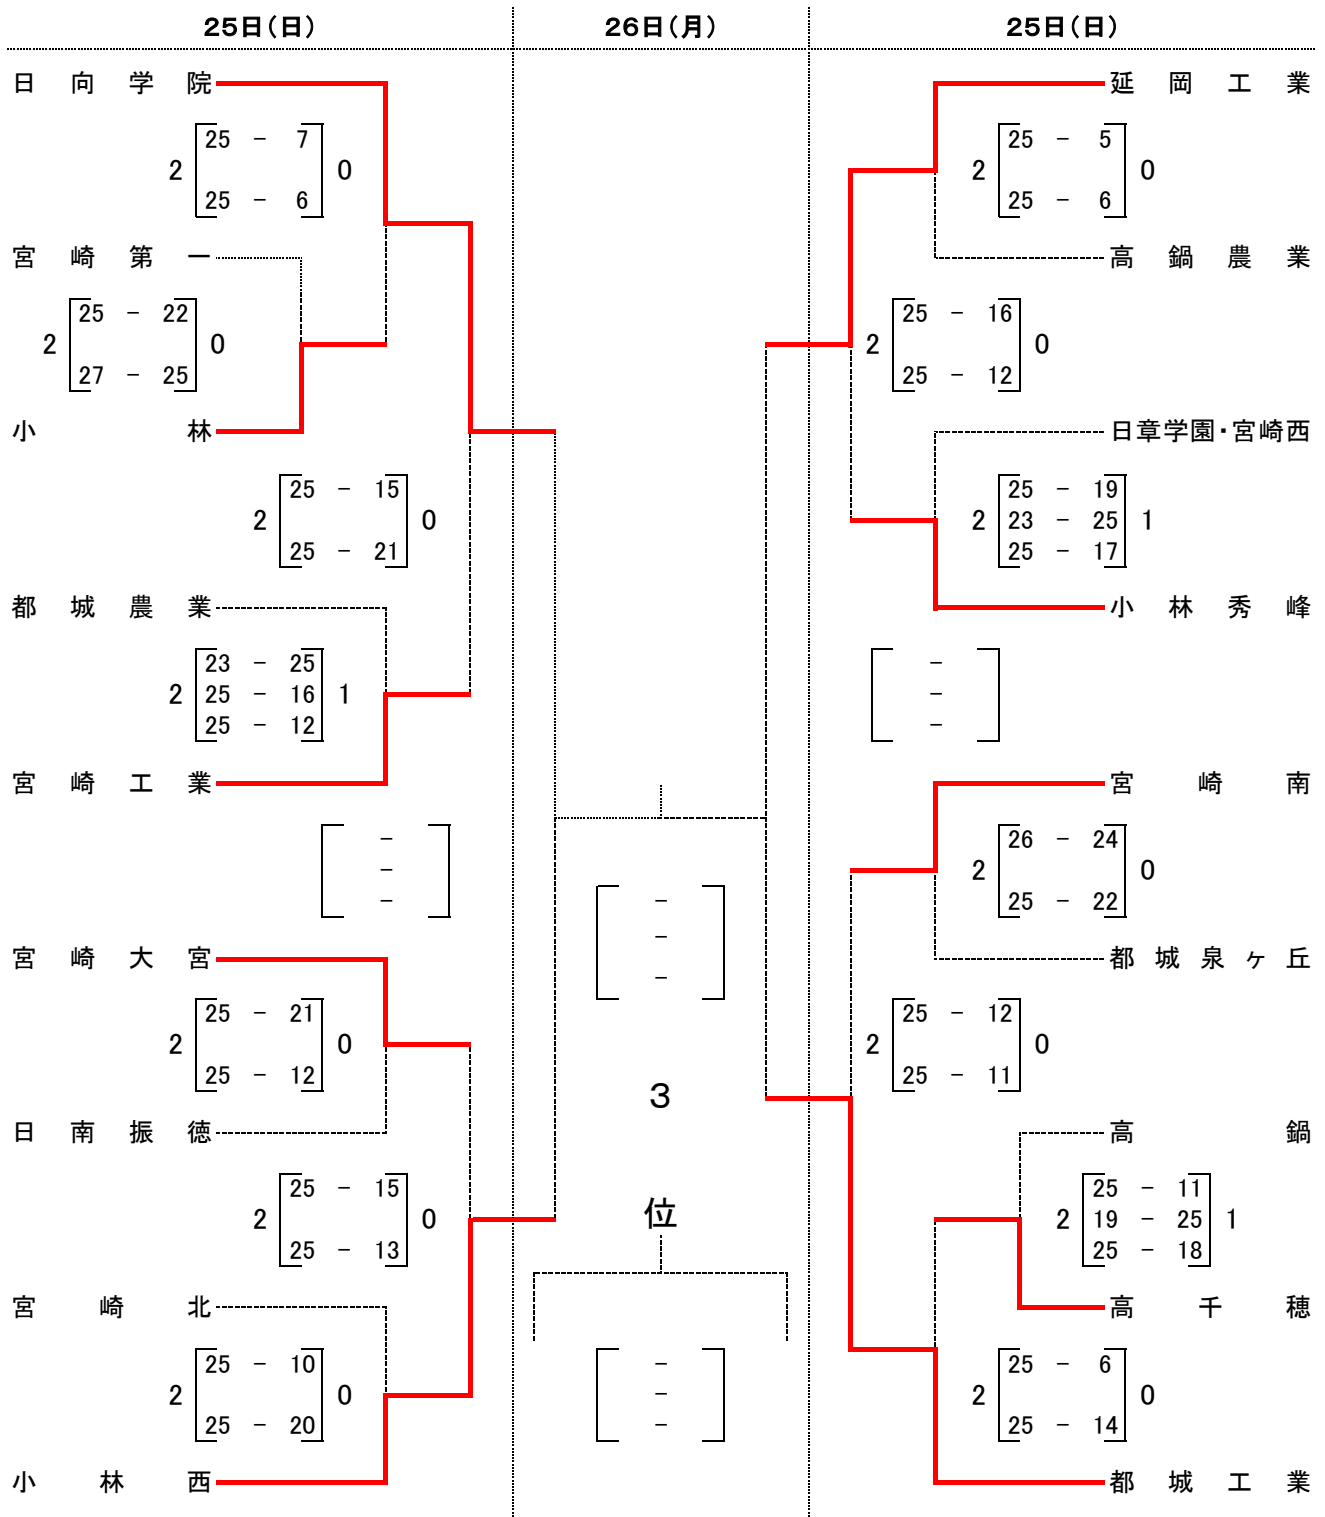 25日(日)
26日(月)
25日(日)
日向学院
2 25 - 7 0
25 - 6
宮崎第一
2 25 - 22 0
27 - 25
小林
2 25 - 15 0
25 - 21
都城農業
23 - 25
2 25 - 16 1
25 - 12
宮崎工業
-
-
-
宮崎大宮
2 25 - 21 0
25 - 12
日南振徳
2 25 - 15 0
25 - 13
宮崎北
2 25 - 10 0
25 - 20
小林西
-
-
-
3
位
-
-
-
延岡工業
2 25 - 5 0
25 - 6
高鍋農業
2 25 - 16 0
25 - 12
日章学園・宮崎西
25 - 19
2 23 - 25 1
25 - 17
小林秀峰
-
-
-
宮崎南
2 26 - 24 0
25 - 22
都城泉ヶ丘
2 25 - 12 0
25 - 11
高鍋
25 - 11
2 19 - 25 1
25 - 18
高千穂
2 25 - 6 0
25 - 14
都城工業